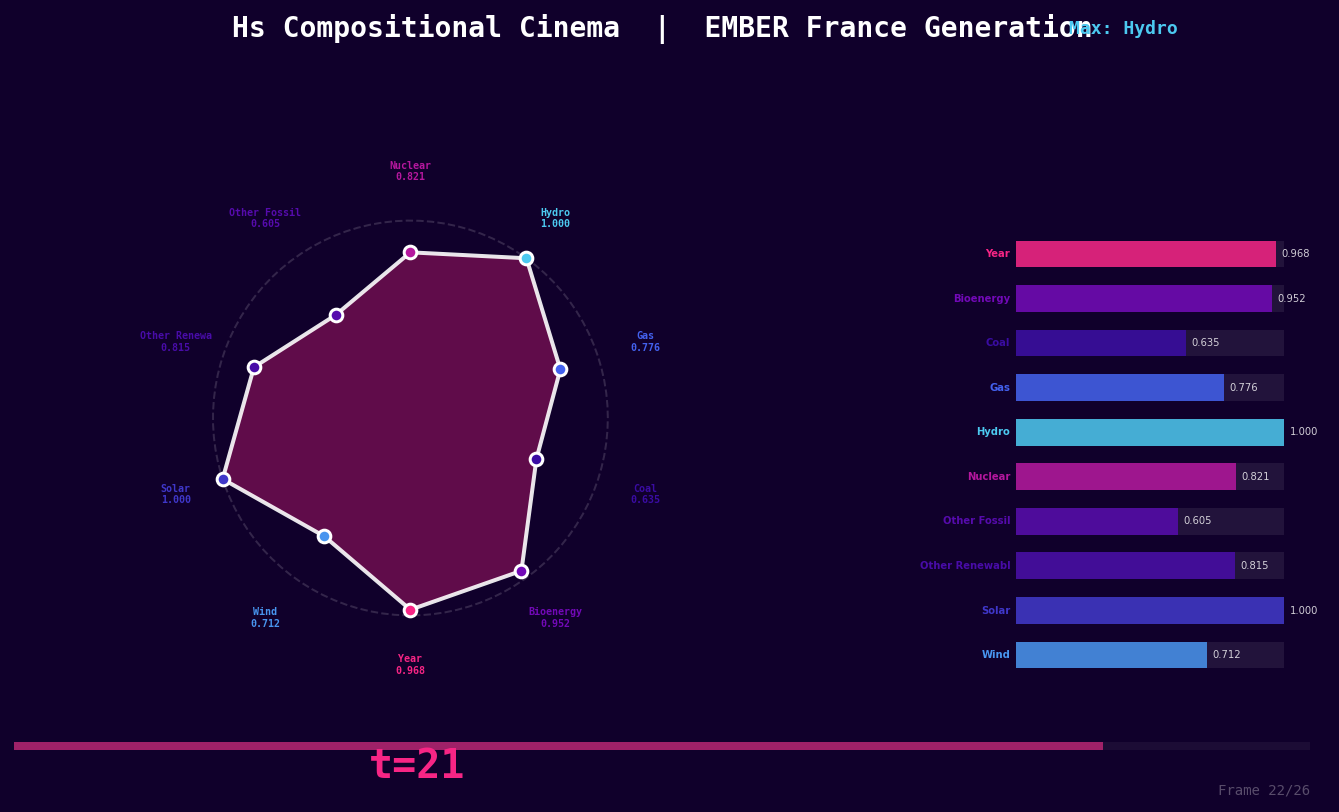 Hs Compositional Cinema  |  EMBER France Generation
Max: Hydro
Nuclear
0.821
Other Fossil
0.605
Hydro
1.000
Other Renewa
0.815
Gas
0.776
Solar
1.000
Coal
0.635
Wind
0.712
Bioenergy
0.952
Year
0.968
Year 0.968
Bioenergy 0.952
Coal 0.635
Gas 0.776
Hydro 1.000
Nuclear 0.821
Other Fossil 0.605
Other Renewabl 0.815
Solar 1.000
Wind 0.712
t=21
Frame 22/26